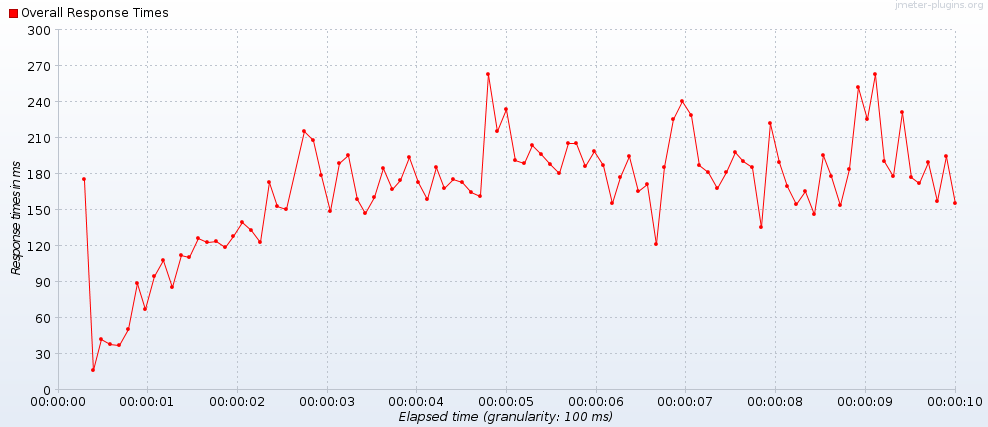 jmeter-plugins.org
Overall Response Times
300
270
240
210
180
150
120
90
60
30
0
Response times in ms
00:00:00 00:00:01 00:00:02 00:00:03 00:00:04 00:00:05 00:00:06 00:00:07 00:00:08 00:00:09 00:00:10
Elapsed time (granularity: 100 ms)